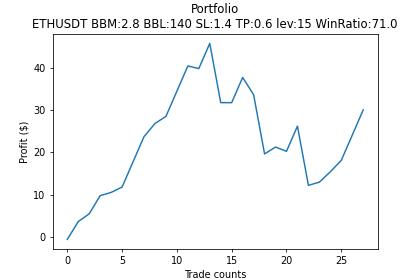 Portfolio
ETHUSDT BBM:2.8 BBL:140 SL:1.4 TP:0.6 lev:15 WinRatio:71.0
40
30
20
10
0
Profit ($)
0 5 10 15 20 25
Trade counts